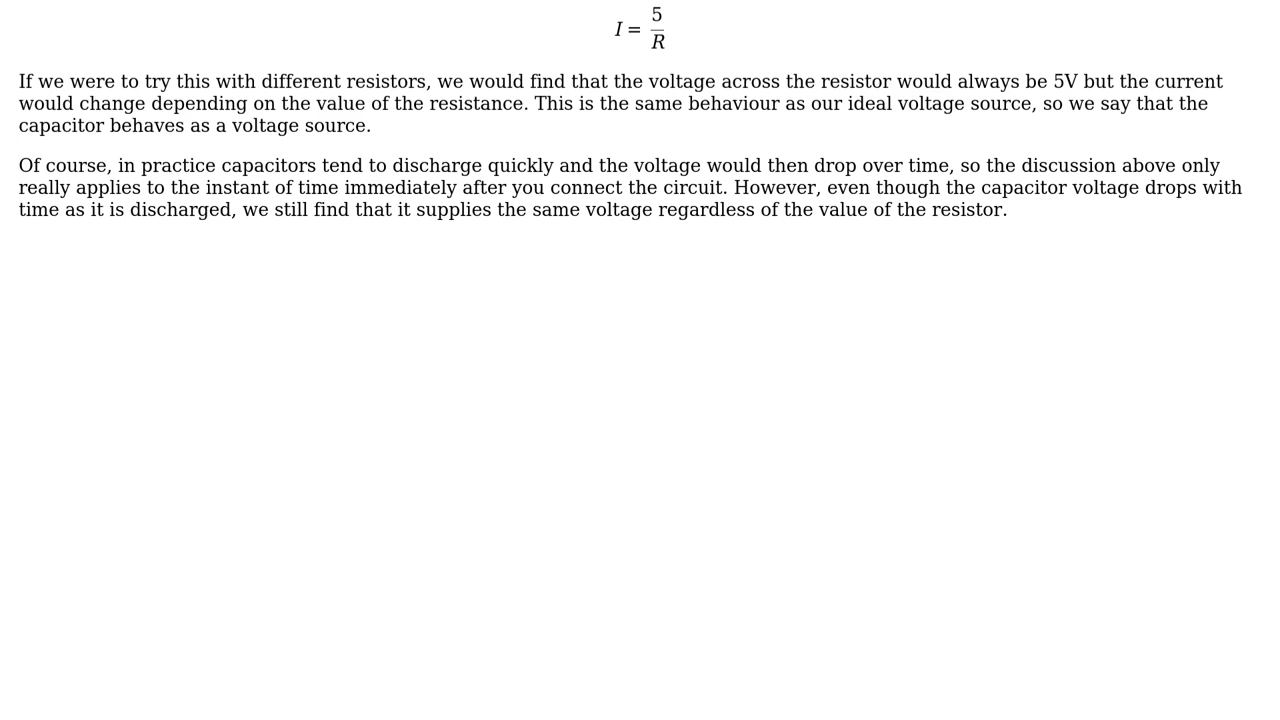 I = 5/R
If we were to try this with different resistors, we would find that the voltage across the resistor would always be 5V but the current
would change depending on the value of the resistance. This is the same behaviour as our ideal voltage source, so we say that the
capacitor behaves as a voltage source.
Of course, in practice capacitors tend to discharge quickly and the voltage would then drop over time, so the discussion above only
really applies to the instant of time immediately after you connect the circuit. However, even though the capacitor voltage drops with
time as it is discharged, we still find that it supplies the same voltage regardless of the value of the resistor.